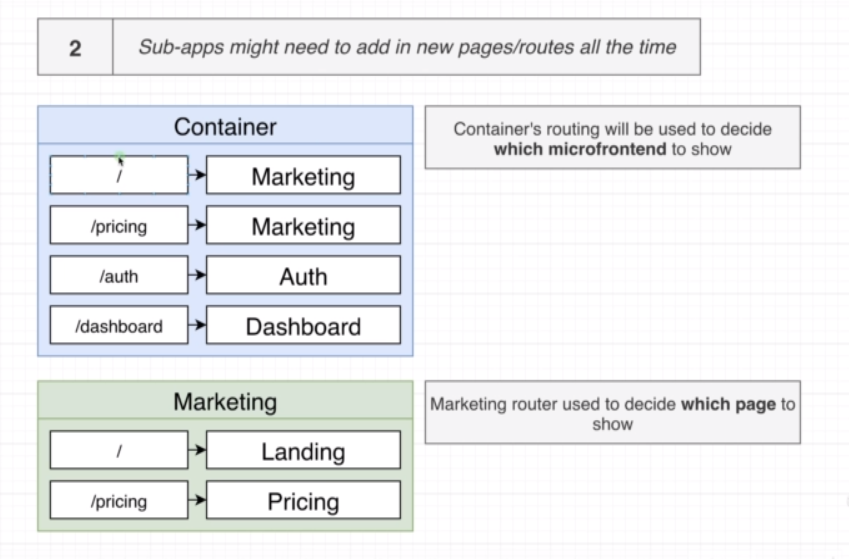 2
Sub-apps might need to add in new pages/routes all the time
Container
/
Marketing
/pricing
Marketing
/auth
Auth
/dashboard
Dashboard
Container's routing will be used to decide
which microfrontend to show
Marketing
/
Landing
/pricing
Pricing
Marketing router used to decide which page to
show